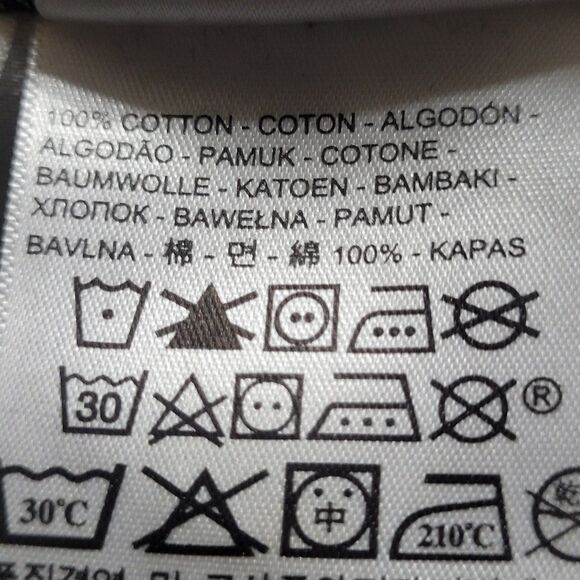 100% COTTON - COTON - ALGODÓN -
ALGODÃO - PAMUK - COTONE -
BAUMWOLLE - KATOEN - BAMBAKI -
ХЛОПОК - BAWEŁNA - PAMUT -
BAVLNA - 棉 - 면 - 綿 100% - KAPAS
30 ®
30°C 中 210°C 乾